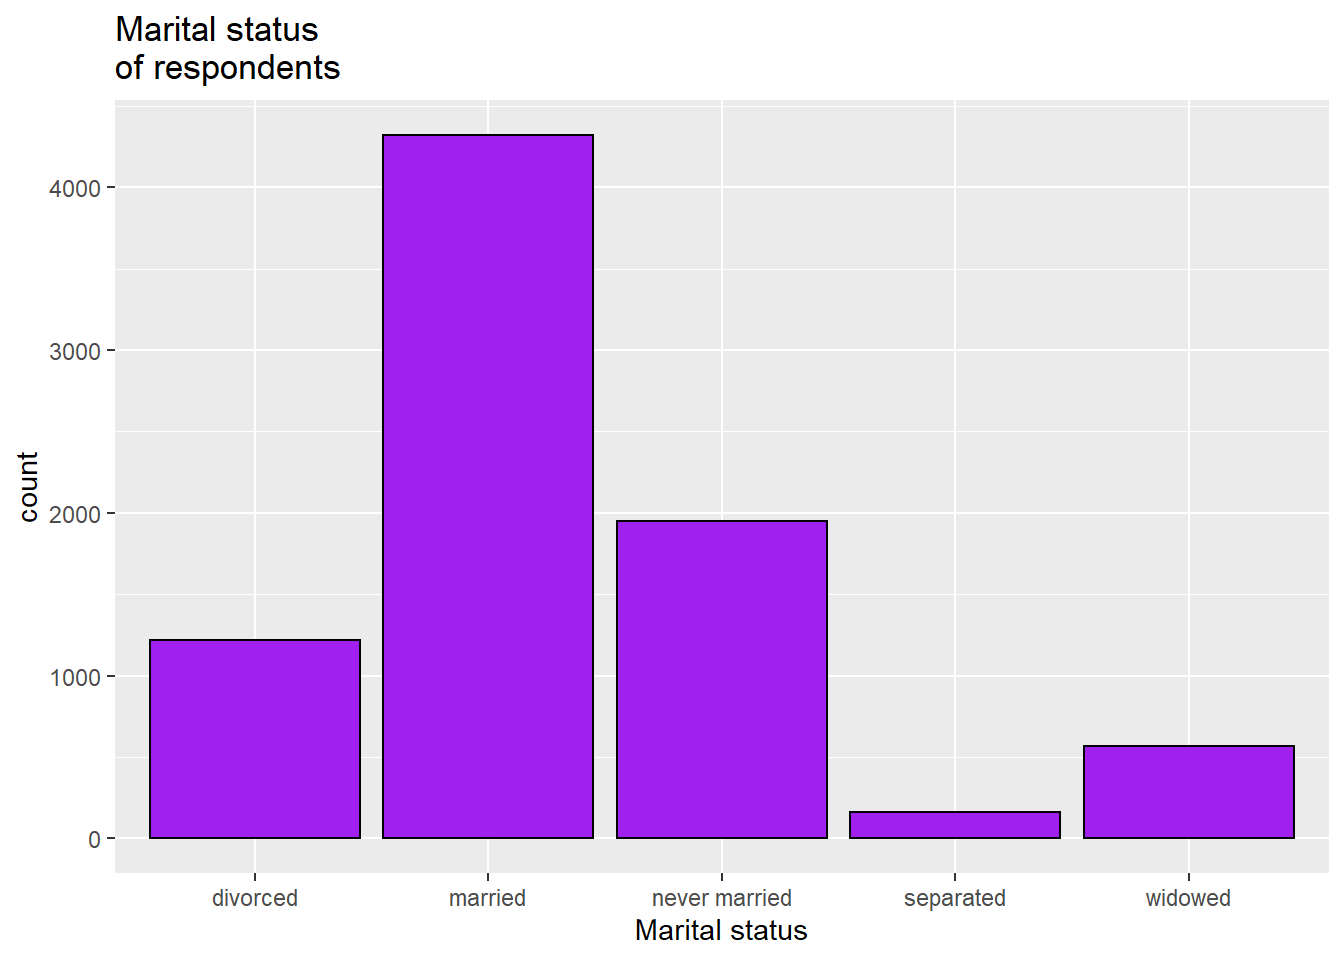 Marital status
of respondents
count
4000
3000
2000
1000
0
divorced married never married separated widowed
Marital status